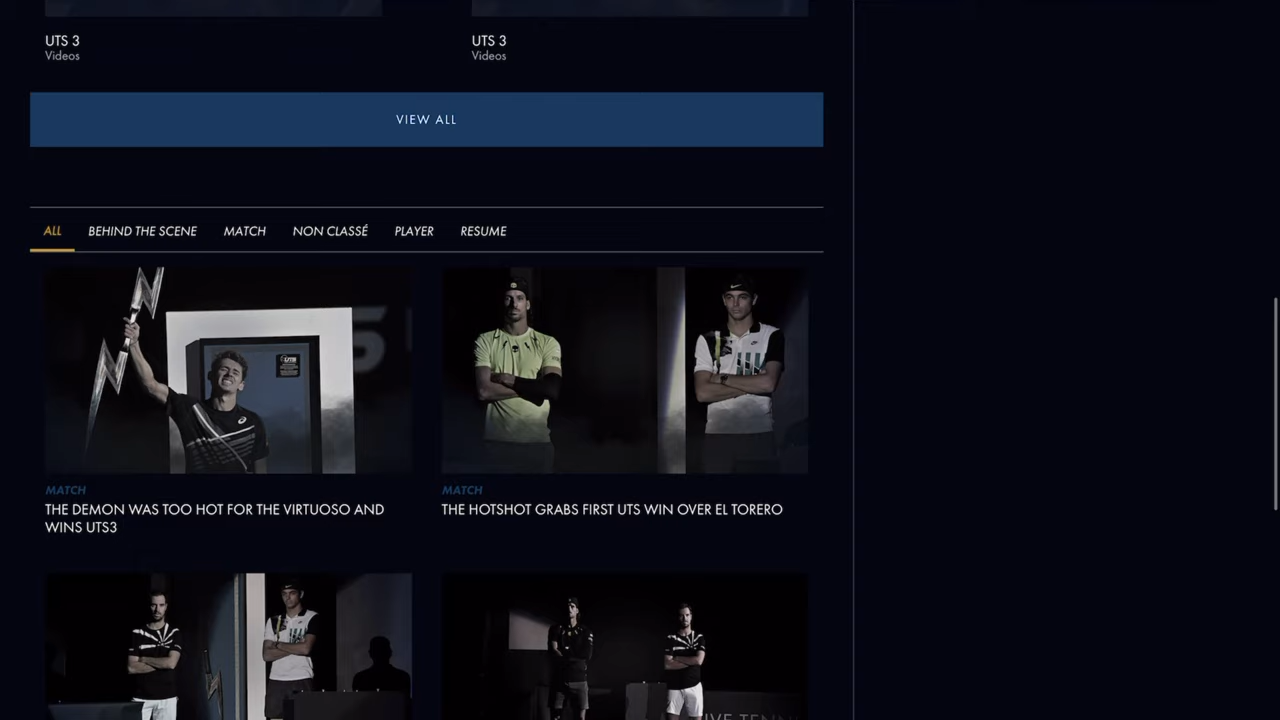 UTS 3
Videos
UTS 3
Videos
VIEW ALL
ALL BEHIND THE SCENE MATCH NON CLASSÉ PLAYER RESUME
UTS
MATCH
THE DEMON WAS TOO HOT FOR THE VIRTUOSO AND
WINS UTS3
MATCH
THE HOTSHOT GRABS FIRST UTS WIN OVER EL TORERO